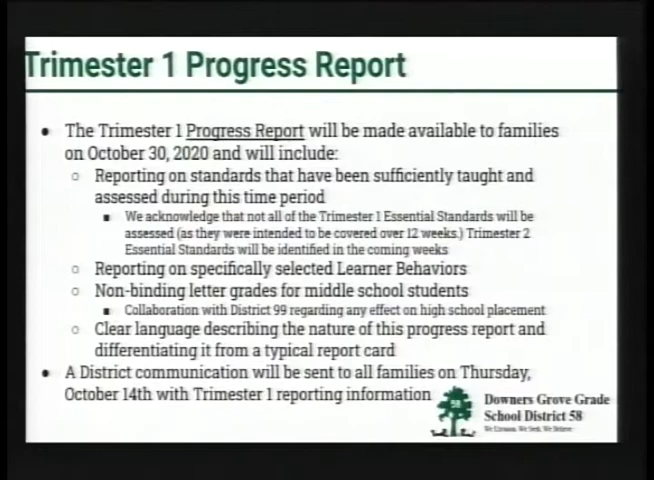 Trimester 1 Progress Report
• The Trimester 1 Progress Report will be made available to families
on October 30, 2020 and will include:
○ Reporting on standards that have been sufficiently taught and
assessed during this time period
■ We acknowledge that not all of the Trimester 1 Essential Standards will be
assessed (as they were intended to be covered over 12 weeks.) Trimester 2
Essential Standards will be identified in the coming weeks
○ Reporting on specifically selected Learner Behaviors
○ Non-binding letter grades for middle school students
■ Collaboration with District 99 regarding any effect on high school placement
○ Clear language describing the nature of this progress report and
differentiating it from a typical report card
• A District communication will be sent to all families on Thursday,
October 14th with Trimester 1 reporting information
58
Downers Grove Grade
School District 58
We Seek We